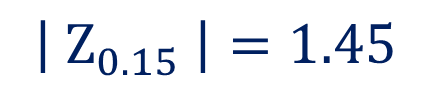 | Z₀.₁₅ | = 1.45